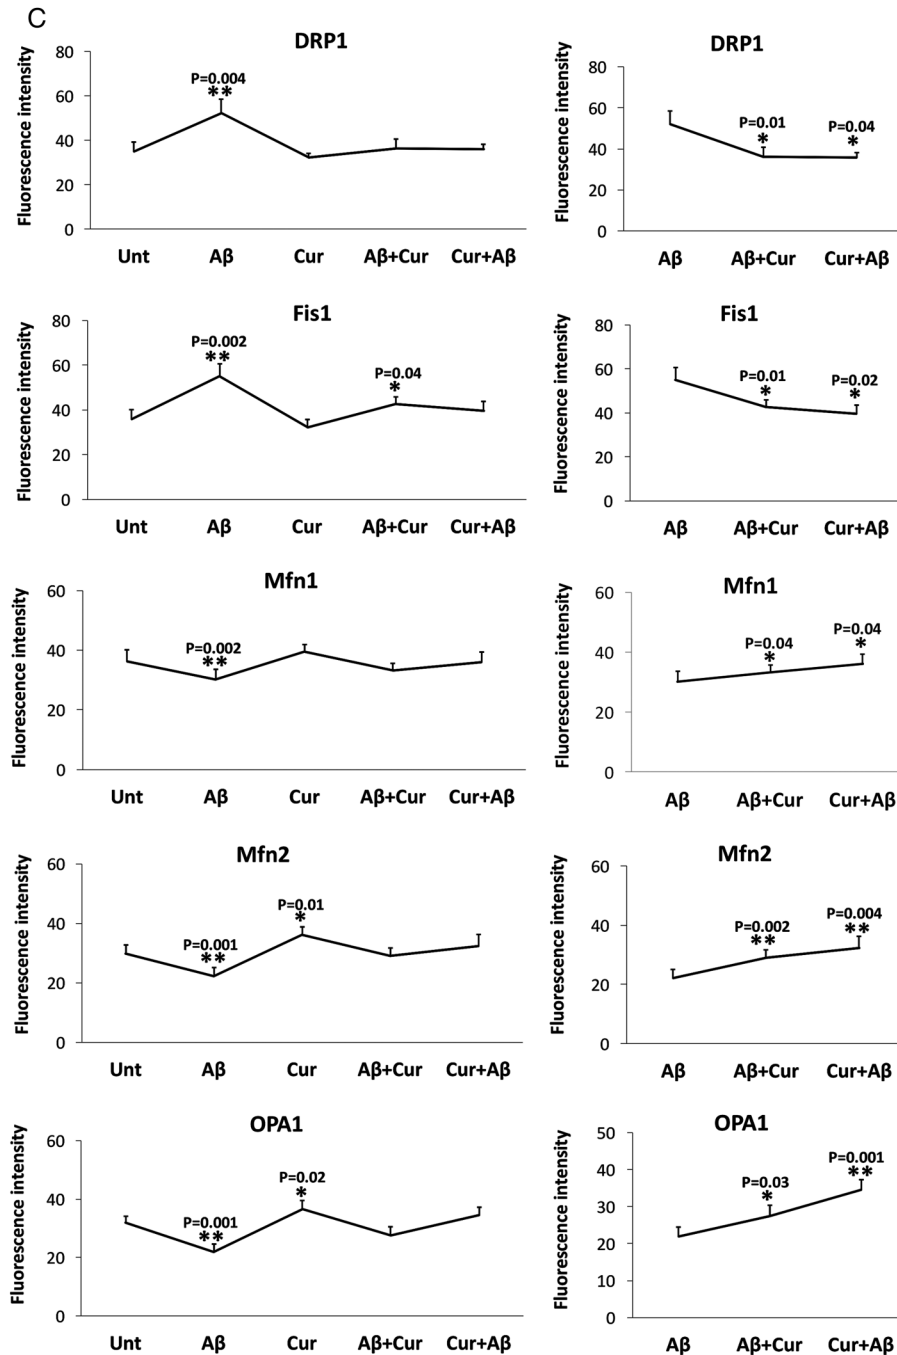 C
DRP1
80
60
40
20
0
Fluorescence intensity
P=0.004
**
Unt Aβ Cur Aβ+Cur Cur+Aβ
DRP1
80
60
40
20
0
Fluorescence intensity
P=0.01
*
P=0.04
*
Aβ Aβ+Cur Cur+Aβ
Fis1
80
60
40
20
0
Fluorescence intensity
P=0.002
**
P=0.04
*
Unt Aβ Cur Aβ+Cur Cur+Aβ
Fis1
80
60
40
20
0
Fluorescence intensity
P=0.01
*
P=0.02
*
Aβ Aβ+Cur Cur+Aβ
Mfn1
60
40
20
0
Fluorescence intensity
P=0.002
**
Unt Aβ Cur Aβ+Cur Cur+Aβ
Mfn1
60
40
20
0
Fluorescence intensity
P=0.04
*
P=0.04
*
Aβ Aβ+Cur Cur+Aβ
Mfn2
60
40
20
0
Fluorescence intensity
P=0.001
**
P=0.01
*
Unt Aβ Cur Aβ+Cur Cur+Aβ
Mfn2
60
40
20
0
Fluorescence intensity
P=0.002
**
P=0.004
**
Aβ Aβ+Cur Cur+Aβ
OPA1
60
40
20
0
Fluorescence intensity
P=0.001
**
P=0.02
*
Unt Aβ Cur Aβ+Cur Cur+Aβ
OPA1
50
40
30
20
10
0
Fluorescence intensity
P=0.03
*
P=0.001
**
Aβ Aβ+Cur Cur+Aβ